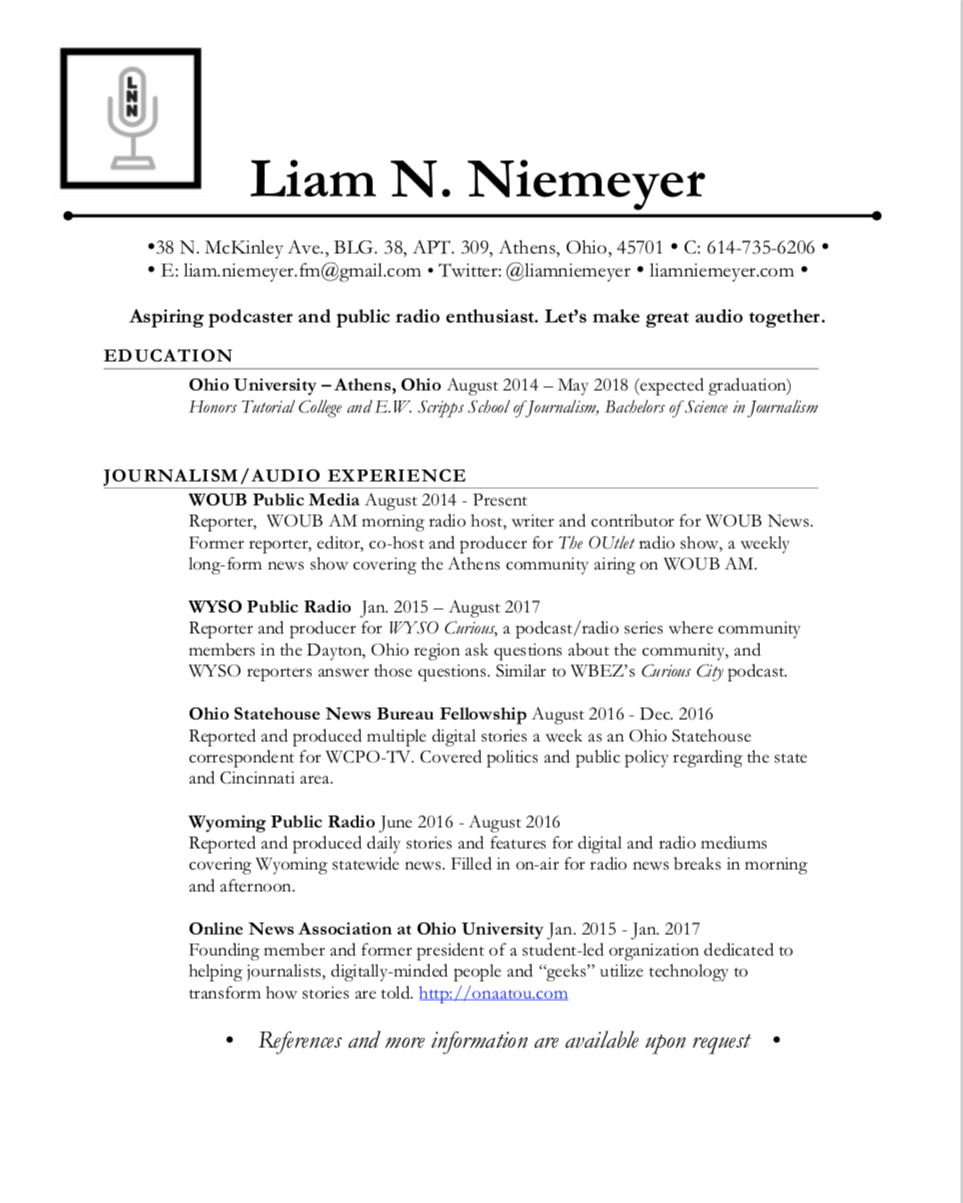 LNN
Liam N. Niemeyer
•38 N. McKinley Ave., BLG. 38, APT. 309, Athens, Ohio, 45701 • C: 614-735-6206 •
• E: liam.niemeyer.fm@gmail.com • Twitter: @liamniemeyer • liamniemeyer.com •
Aspiring podcaster and public radio enthusiast. Let's make great audio together.
EDUCATION
Ohio University – Athens, Ohio August 2014 – May 2018 (expected graduation)
Honors Tutorial College and E.W. Scripps School of Journalism, Bachelors of Science in Journalism
JOURNALISM/AUDIO EXPERIENCE
WOUB Public Media August 2014 - Present
Reporter,  WOUB AM morning radio host, writer and contributor for WOUB News.
Former reporter, editor, co-host and producer for The OUtlet radio show, a weekly
long-form news show covering the Athens community airing on WOUB AM.
WYSO Public Radio  Jan. 2015 – August 2017
Reporter and producer for WYSO Curious, a podcast/radio series where community
members in the Dayton, Ohio region ask questions about the community, and
WYSO reporters answer those questions. Similar to WBEZ's Curious City podcast.
Ohio Statehouse News Bureau Fellowship August 2016 - Dec. 2016
Reported and produced multiple digital stories a week as an Ohio Statehouse
correspondent for WCPO-TV. Covered politics and public policy regarding the state
and Cincinnati area.
Wyoming Public Radio June 2016 - August 2016
Reported and produced daily stories and features for digital and radio mediums
covering Wyoming statewide news. Filled in on-air for radio news breaks in morning
and afternoon.
Online News Association at Ohio University Jan. 2015 - Jan. 2017
Founding member and former president of a student-led organization dedicated to
helping journalists, digitally-minded people and “geeks” utilize technology to
transform how stories are told. http://onaatou.com
• References and more information are available upon request •